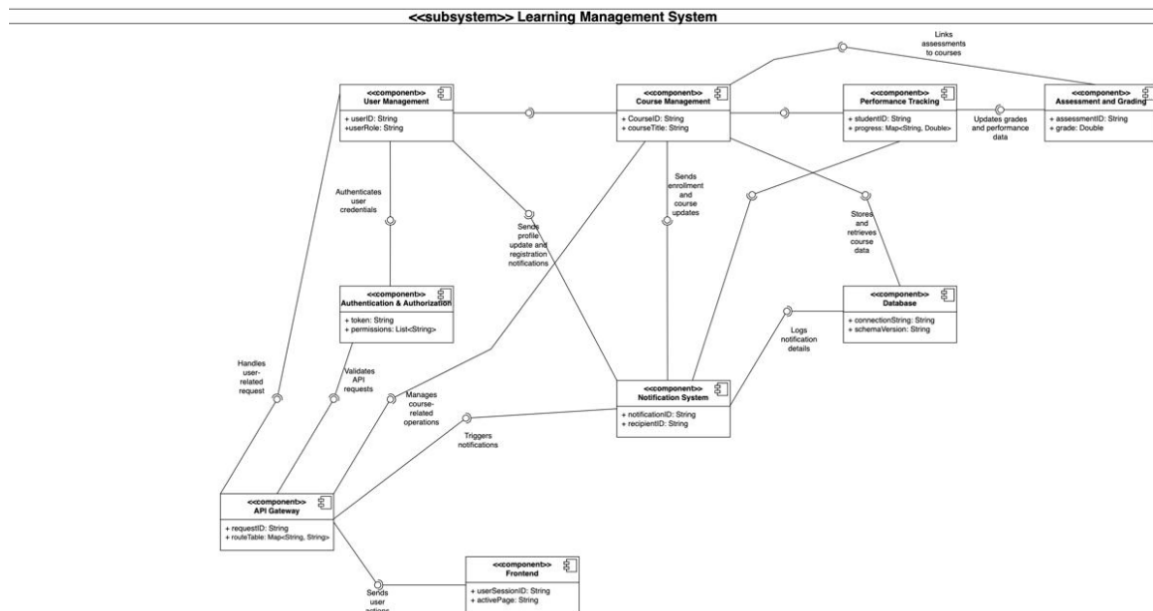 <<subsystem>> Learning Management System
Links
assessments
to courses
<<component>>
User Management
+ userID: String
+userRole: String
<<component>>
Course Management
+ CourseID: String
+ courseTitle: String
<<component>>
Performance Tracking
+ studentID: String
+ progress: Map<String, Double>
<<component>>
Assessment and Grading
+ assessmentID: String
+ grade: Double
Updates grades
and performance
data
Authenticates
user
credentials
Sends
enrollment
and
course
updates
Sends
profile
update and
registration
notifications
Stores
and
retrieves
course
data
<<component>>
Authentication & Authorization
+ token: String
+ permissions: List<String>
<<component>>
Database
+ connectionString: String
+ schemaVersion: String
Logs
notification
details
Handles
user-
related
request
Validates
API
requests
Manages
course-
related
operations
<<component>>
Notification System
+ notificationID: String
+ recipientID: String
Triggers
notifications
<<component>>
API Gateway
+ requestID: String
+ routeTable: Map<String, String>
<<component>>
Frontend
+ userSessionID: String
+ activePage: String
Sends
user